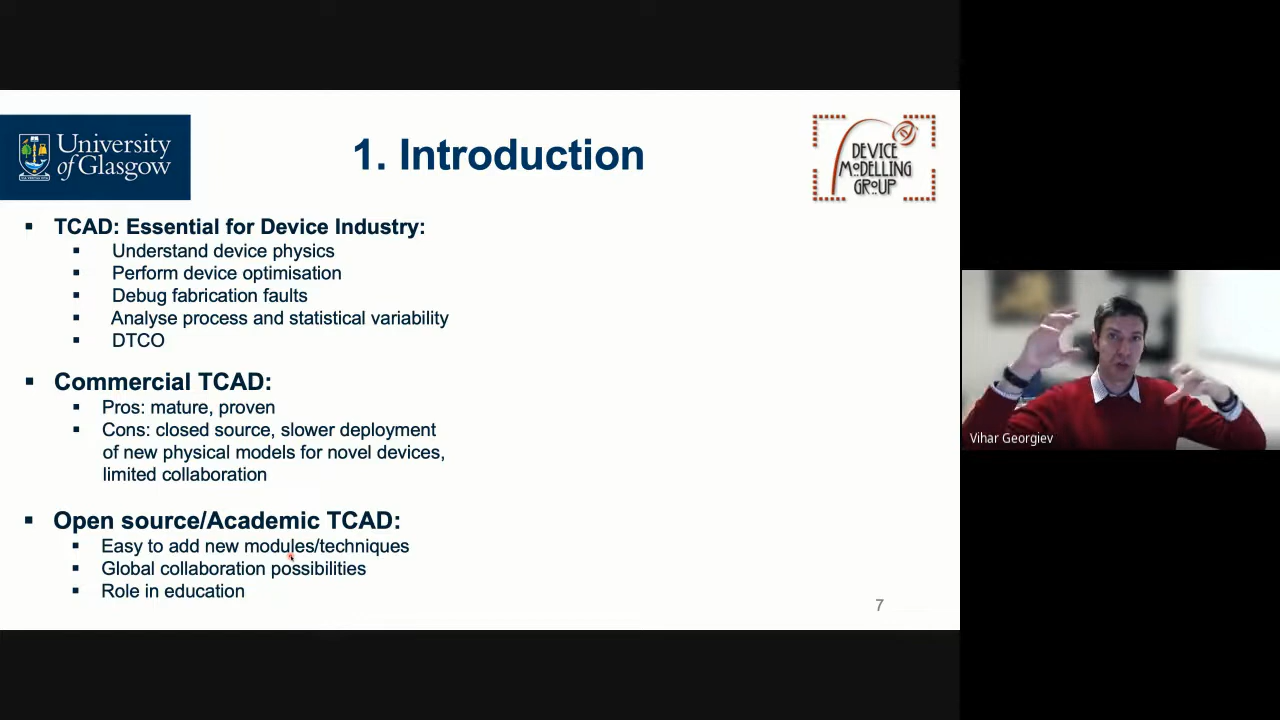 University
of Glasgow
1. Introduction
DEVICE
MODELLING
GROUP
▪ TCAD: Essential for Device Industry:
▪ Understand device physics
▪ Perform device optimisation
▪ Debug fabrication faults
▪ Analyse process and statistical variability
▪ DTCO
▪ Commercial TCAD:
▪ Pros: mature, proven
▪ Cons: closed source, slower deployment
of new physical models for novel devices,
limited collaboration
▪ Open source/Academic TCAD:
▪ Easy to add new modules/techniques
▪ Global collaboration possibilities
▪ Role in education
7
Vihar Georgiev